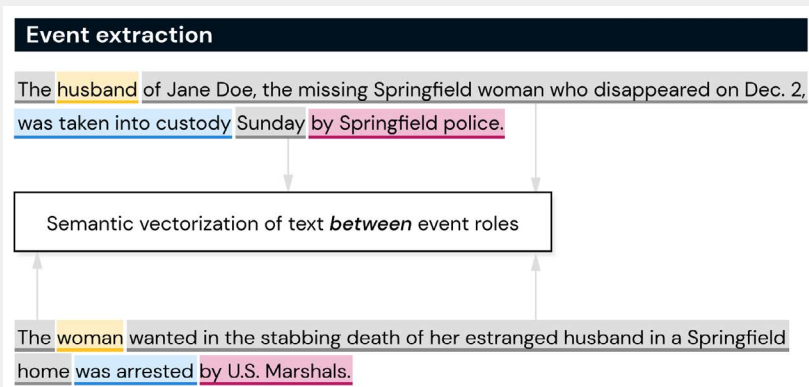 Event extraction
The husband of Jane Doe, the missing Springfield woman who disappeared on Dec. 2,
was taken into custody Sunday by Springfield police.
Semantic vectorization of text between event roles
The woman wanted in the stabbing death of her estranged husband in a Springfield
home was arrested by U.S. Marshals.